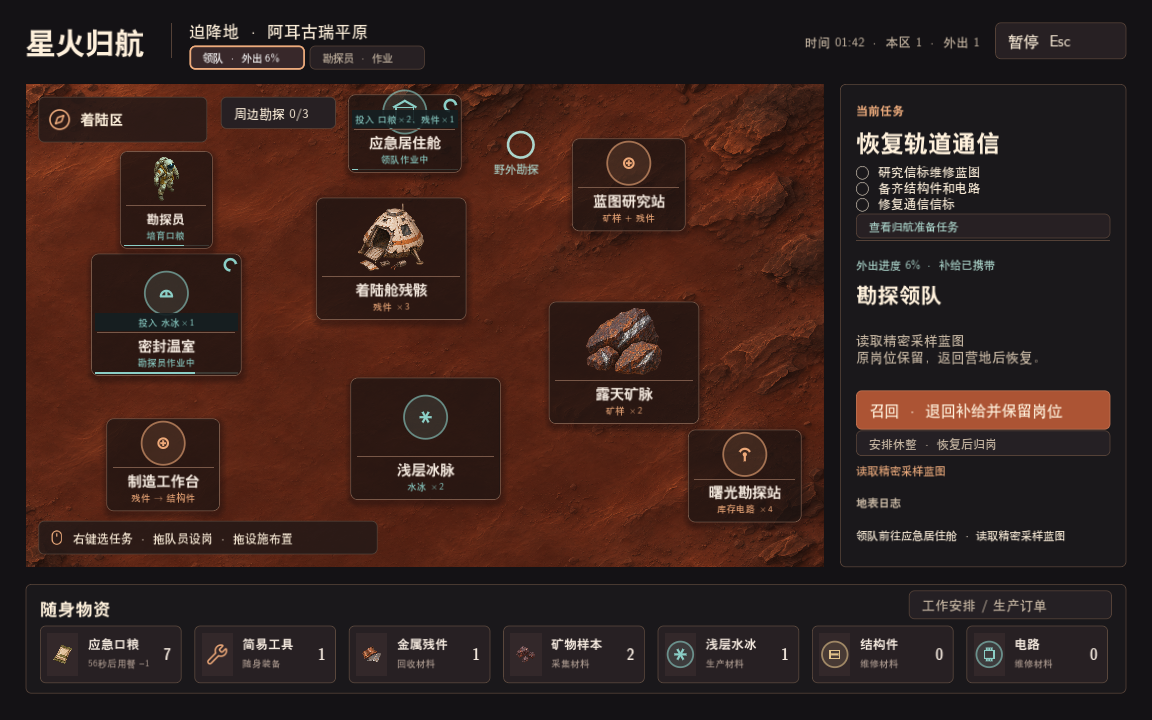 星火归航
迫降地 · 阿耳古瑞平原
领队 · 外出 6%
勘探员 · 作业
时间 01:42 · 本区 1 · 外出 1
暂停 Esc
着陆区
周边勘探 0/3
投入 口粮 ×2、残件 ×1
应急居住舱
领队作业中
野外勘探
蓝图研究站
矿样 + 残件
勘探员
培育口粮
着陆舱残骸
残件 ×3
投入 水冰 ×1
密封温室
勘探员作业中
露天矿脉
矿样 ×2
浅层冰脉
水冰 ×2
制造工作台
残件 → 结构件
曙光勘探站
库存电路 ×4
右键选任务 · 拖队员设岗 · 拖设施布置
当前任务
恢复轨道通信
研究信标维修蓝图
备齐结构件和电路
修复通信信标
查看归航准备任务
外出进度 6% · 补给已携带
勘探领队
读取精密采样蓝图
原岗位保留，返回营地后恢复。
召回 · 退回补给并保留岗位
安排休整 · 恢复后归岗
读取精密采样蓝图
地表日志
领队前往应急居住舱 · 读取精密采样蓝图
随身物资
工作安排 / 生产订单
应急口粮
56秒后用餐 -1
7
简易工具
随身装备
1
金属残件
回收材料
1
矿物样本
采集材料
2
浅层水冰
生产材料
1
结构件
维修材料
0
电路
维修材料
0